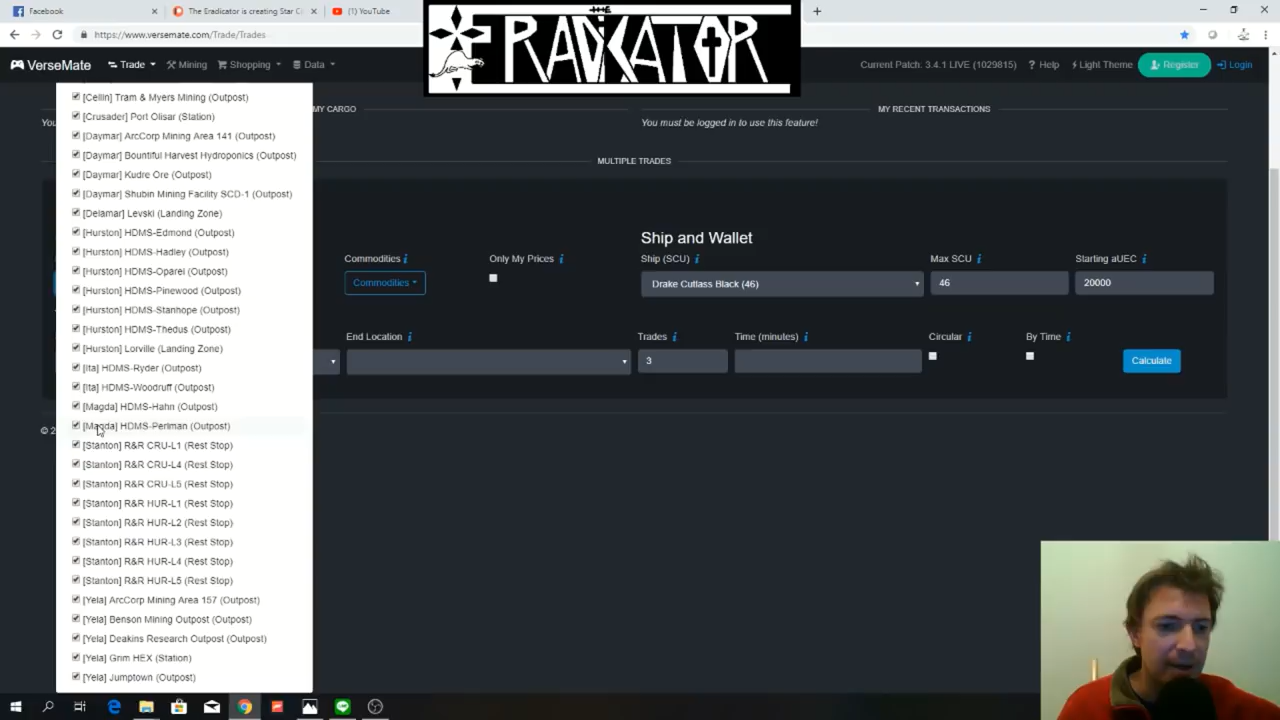 Facebook
The Eradicator is creating Star Ci
(1) YouTube
THE
RADICATOR
https://www.versemate.com/Trade/Trades
VerseMate
Trade
Mining
Shopping
Data
Current Patch: 3.4.1 LIVE (1029815)
Help
Light Theme
Register
Login
MY CARGO
MY RECENT TRANSACTIONS
You
You must be logged in to use this feature!
MULTIPLE TRADES
[Cellin] Tram & Myers Mining (Outpost)
[Crusader] Port Olisar (Station)
[Daymar] ArcCorp Mining Area 141 (Outpost)
[Daymar] Bountiful Harvest Hydroponics (Outpost)
[Daymar] Kudre Ore (Outpost)
[Daymar] Shubin Mining Facility SCD-1 (Outpost)
[Delamar] Levski (Landing Zone)
[Hurston] HDMS-Edmond (Outpost)
[Hurston] HDMS-Hadley (Outpost)
[Hurston] HDMS-Oparei (Outpost)
[Hurston] HDMS-Pinewood (Outpost)
[Hurston] HDMS-Stanhope (Outpost)
[Hurston] HDMS-Thedus (Outpost)
[Hurston] Lorville (Landing Zone)
[Ita] HDMS-Ryder (Outpost)
[Ita] HDMS-Woodruff (Outpost)
[Magda] HDMS-Hahn (Outpost)
[Magda] HDMS-Perlman (Outpost)
[Stanton] R&R CRU-L1 (Rest Stop)
[Stanton] R&R CRU-L4 (Rest Stop)
[Stanton] R&R CRU-L5 (Rest Stop)
[Stanton] R&R HUR-L1 (Rest Stop)
[Stanton] R&R HUR-L2 (Rest Stop)
[Stanton] R&R HUR-L3 (Rest Stop)
[Stanton] R&R HUR-L4 (Rest Stop)
[Stanton] R&R HUR-L5 (Rest Stop)
[Yela] ArcCorp Mining Area 157 (Outpost)
[Yela] Benson Mining Outpost (Outpost)
[Yela] Deakins Research Outpost (Outpost)
[Yela] Grim HEX (Station)
[Yela] Jumptown (Outpost)
Ship and Wallet
Commodities
Only My Prices
Ship (SCU)
Max SCU
Starting aUEC
Commodities
Drake Cutlass Black (46)
46
20000
End Location
Trades
Time (minutes)
Circular
By Time
3
Calculate
© 2